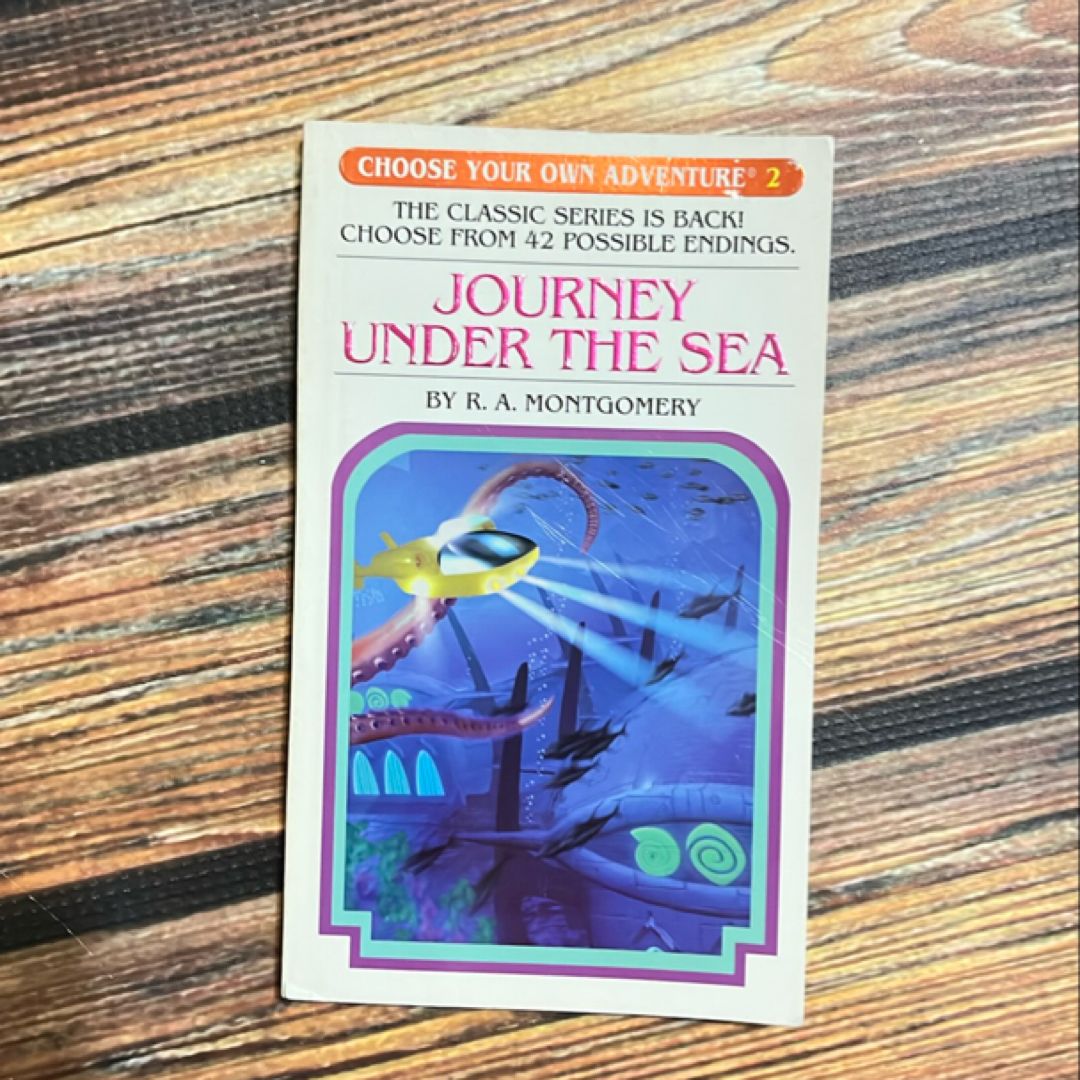 CHOOSE YOUR OWN ADVENTURE® 2
THE CLASSIC SERIES IS BACK!
CHOOSE FROM 42 POSSIBLE ENDINGS.
JOURNEY
UNDER THE SEA
BY R. A. MONTGOMERY